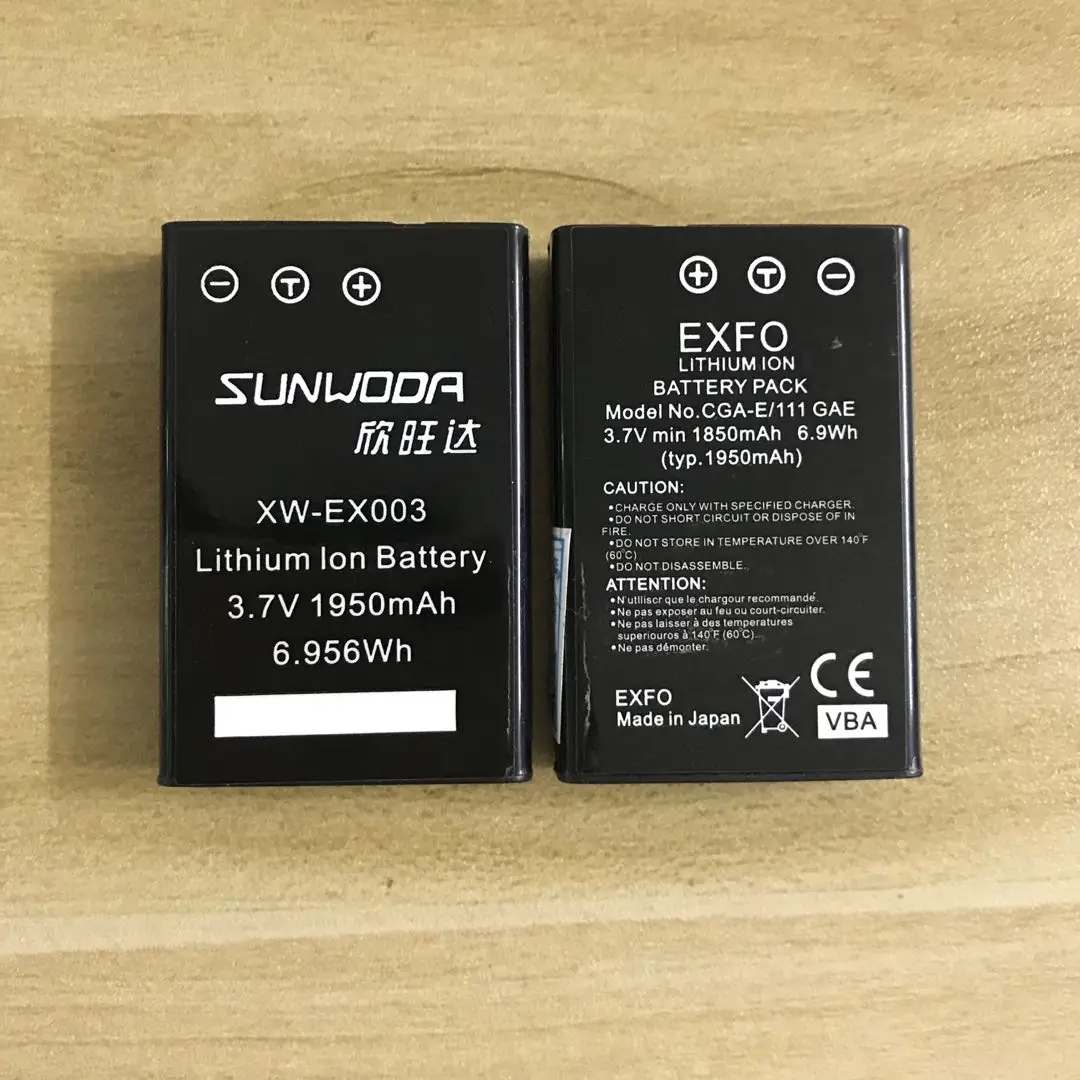 − T +
SUNWODA
欣旺达
XW-EX003
Lithium Ion Battery
3.7V 1950mAh
6.956Wh
+ T −
EXFO
LITHIUM ION
BATTERY PACK
Model No.CGA-E/111 GAE
3.7V min 1850mAh 6.9Wh
(typ.1950mAh)
CAUTION:
•CHARGE ONLY WITH SPECIFIED CHARGER.
•DO NOT SHORT CIRCUIT OR DISPOSE OF IN
FIRE.
•DO NOT STORE IN TEMPERATURE OVER 140°F
(60°C)
•DO NOT DISASSEMBLE.
ATTENTION:
•N'utliscr que le chargour recommandé.
•Ne pas exposer au feu ou court-circuiter.
•Ne pas laisser à des temperatures
superiouros à 140°F (60°C).
•Ne pas démonter.
EXFO
Made in Japan
CE
VBA